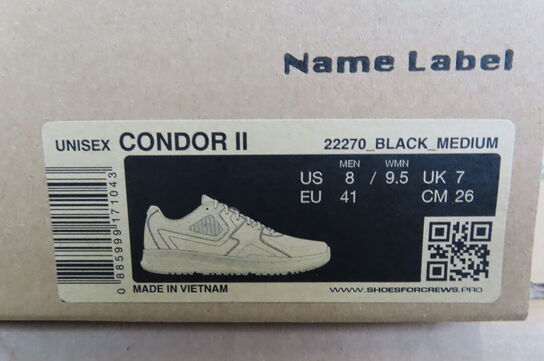 Name Label
UNISEX CONDOR II 22270_BLACK_MEDIUM
MEN WMN
US 8 / 9.5 UK 7
EU 41 CM 26
0 885999 171043
MADE IN VIETNAM WWW.SHOESFORCREWS.PRO